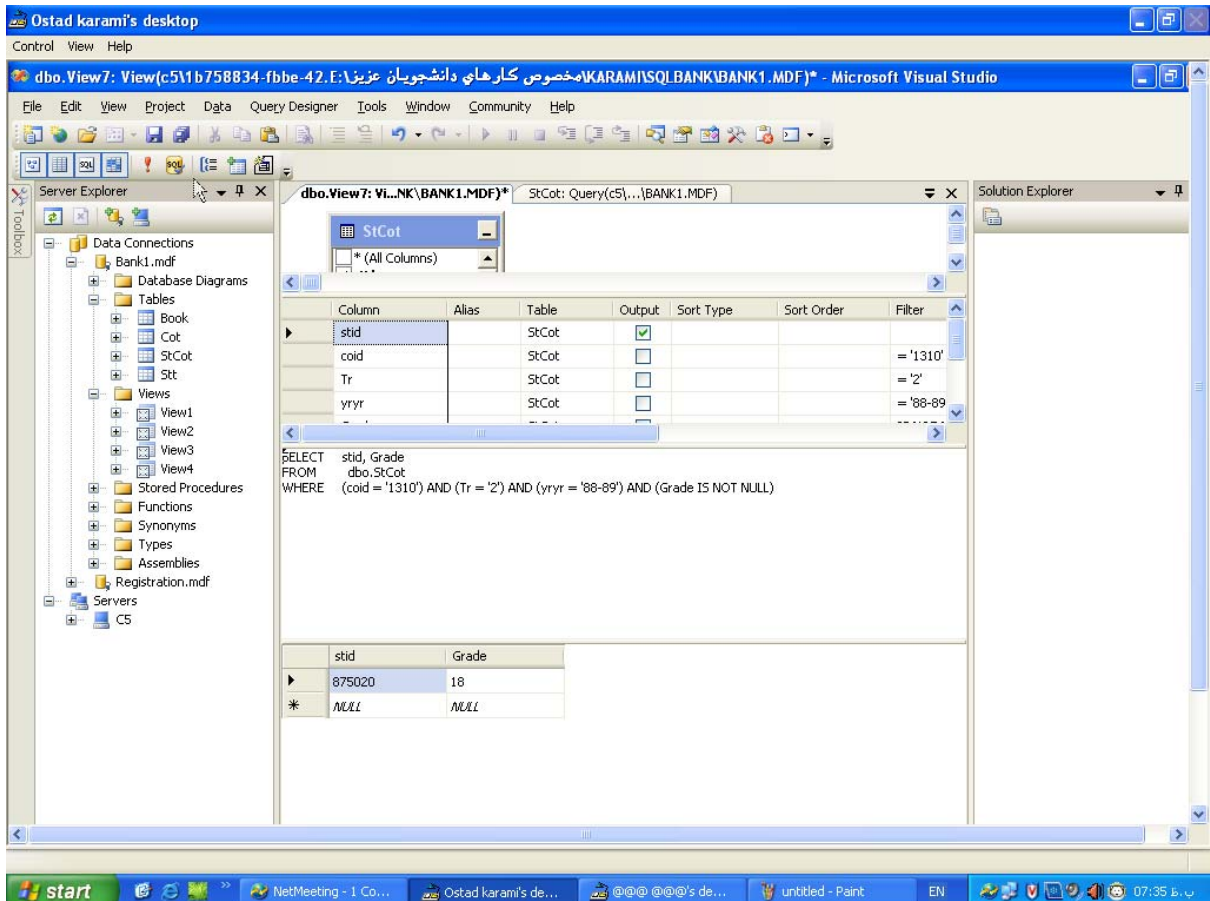 Ostad karami's desktop
Control View Help
dbo.View7: View(c5\1b758834-fbbe-42.E:\مخصوص کارهاي دانشجويان عزيز\KARAMI\SQLBANK\BANK1.MDF)* - Microsoft Visual Studio
File Edit View Project Data Query Designer Tools Window Community Help
SQL
SQL
Toolbox
Server Explorer
dbo.View7: Vi...NK\BANK1.MDF)* StCot: Query(c5\...\BANK1.MDF)
Solution Explorer
Data Connections
Bank1.mdf
Database Diagrams
Tables
Book
Cot
StCot
Stt
Views
View1
View2
View3
View4
Stored Procedures
Functions
Synonyms
Types
Assemblies
Registration.mdf
Servers
C5
StCot
* (All Columns)
Column Alias Table Output Sort Type Sort Order Filter
stid StCot
coid StCot = '1310'
Tr StCot = '2'
yryr StCot = '88-89
SELECT stid, Grade
FROM dbo.StCot
WHERE (coid = '1310') AND (Tr = '2') AND (yryr = '88-89') AND (Grade IS NOT NULL)
stid Grade
875020 18
NULL NULL
start
NetMeeting - 1 Co... Ostad karami's de... @@@ @@@'s de... untitled - Paint EN 07:35 ب.ظ